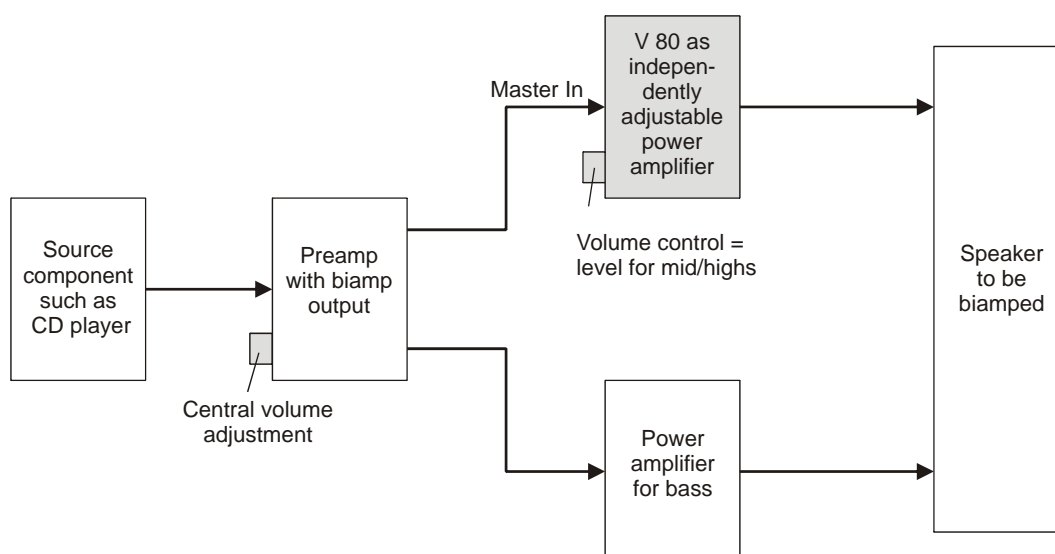 Source
component
such as
CD player
Preamp
with biamp
output
Central volume
adjustment
Master In
V 80 as
indepen-
dently
adjustable
power
amplifier
Volume control =
level for mid/highs
Power
amplifier
for bass
Speaker
to be
biamped